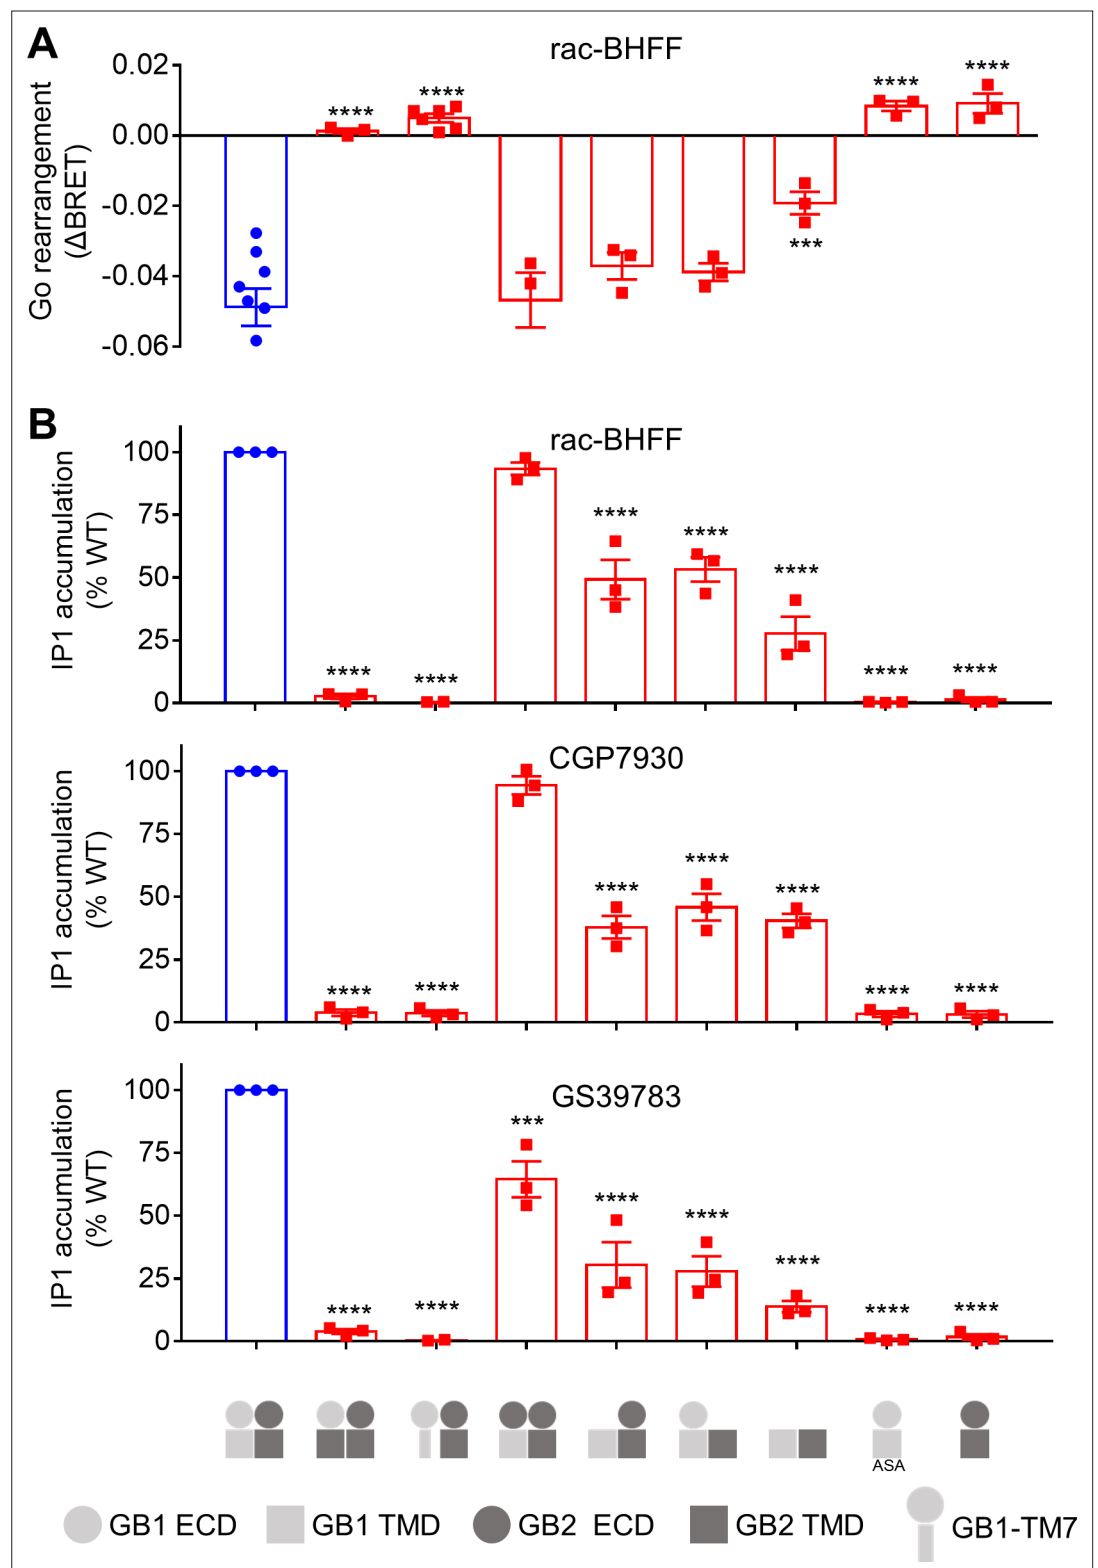 A
rac-BHFF
Go rearrangement
(ΔBRET)
0.02
0.00
-0.02
-0.04
-0.06
****
****
***
****
****
B
rac-BHFF
IP1 accumulation
(% WT)
100
75
50
25
0
****
****
****
****
****
****
****
CGP7930
IP1 accumulation
(% WT)
100
75
50
25
0
****
****
****
****
****
****
****
GS39783
IP1 accumulation
(% WT)
100
75
50
25
0
****
****
***
****
****
****
****
****
ASA
GB1 ECD GB1 TMD GB2 ECD GB2 TMD GB1-TM7